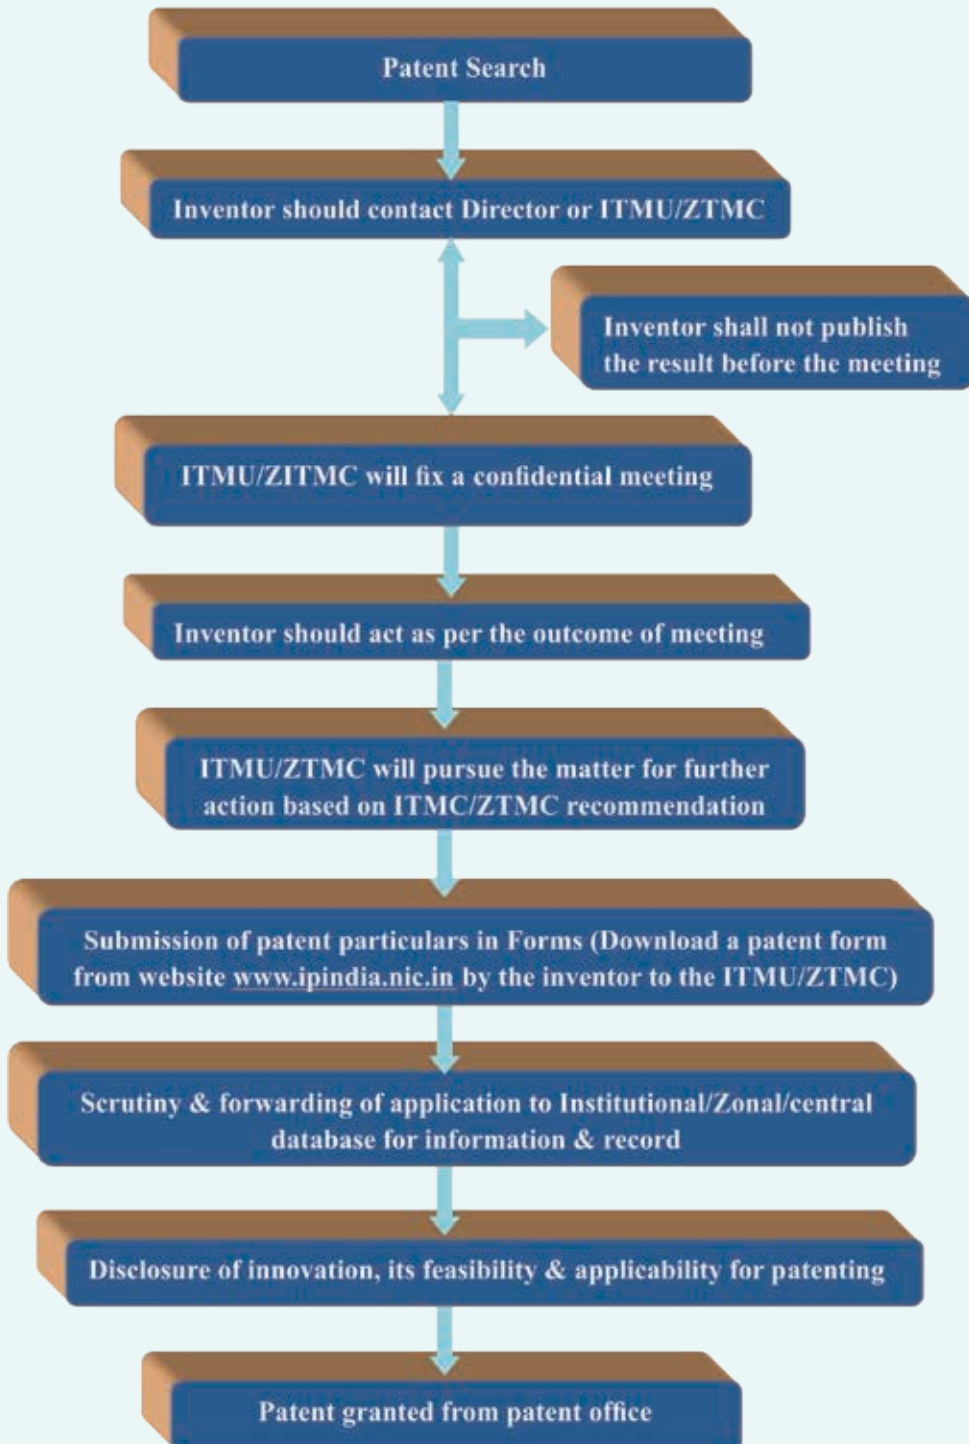 Patent Search
Inventor should contact Director or ITMU/ZTMC
Inventor shall not publish
the result before the meeting
ITMU/ZITMC will fix a confidential meeting
Inventor should act as per the outcome of meeting
ITMU/ZTMC will pursue the matter for further
action based on ITMC/ZTMC recommendation
Submission of patent particulars in Forms (Download a patent form
from website www.ipindia.nic.in by the inventor to the ITMU/ZTMC)
Scrutiny & forwarding of application to Institutional/Zonal/central
database for information & record
Disclosure of innovation, its feasibility & applicability for patenting
Patent granted from patent office